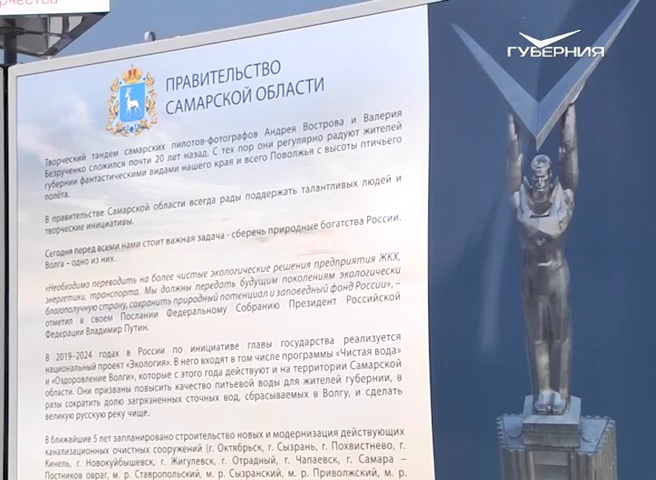 рчества
ГУБЕРНИЯ
ПРАВИТЕЛЬСТВО
САМАРСКОЙ ОБЛАСТИ
Творческий тандем самарских пилотов-фотографов Андрея Вострова и Валерия
Безрученко сложился почти 20 лет назад. С тех пор они регулярно радуют жителей
губернии фантастическими видами нашего края и всего Поволжья с высоты птичьего
полёта.
В правительстве Самарской области всегда рады поддержать талантливых людей и
творческие инициативы.
Сегодня перед всеми нами стоит важная задача - сберечь природные богатства России.
Волга – одно из них.
«Необходимо переводить на более чистые экологические решения предприятия ЖКХ,
энергетики, транспорта. Мы должны передать будущим поколениям экологически
благополучную страну, сохранить природный потенциал и заповедный фонд России», –
отметил в своем Послании Федеральному Собранию Президент Российской
Федерации Владимир Путин.
В 2019–2024 годах в России по инициативе главы государства реализуется
национальный проект «Экология». В него входят в том числе программы «Чистая вода»
и «Оздоровление Волги», которые с этого года действуют и на территории Самарской
области. Они призваны повысить качество питьевой воды для жителей губернии, в
разы сократить долю загрязненных сточных вод, сбрасываемых в Волгу, и сделать
великую русскую реку чище.
В ближайшие 5 лет запланировано строительство новых и модернизация действующих
канализационных очистных сооружений (г. Октябрьск, г. Сызрань, г. Похвистнево, г.
Кинель, г. Новокуйбышевск, г. Жигулевск, г. Отрадный, г. Чапаевск, г. Самара –
Постников овраг, м. р. Ставропольский, м. р. Сызранский, м. р. Приволжский, м. р.